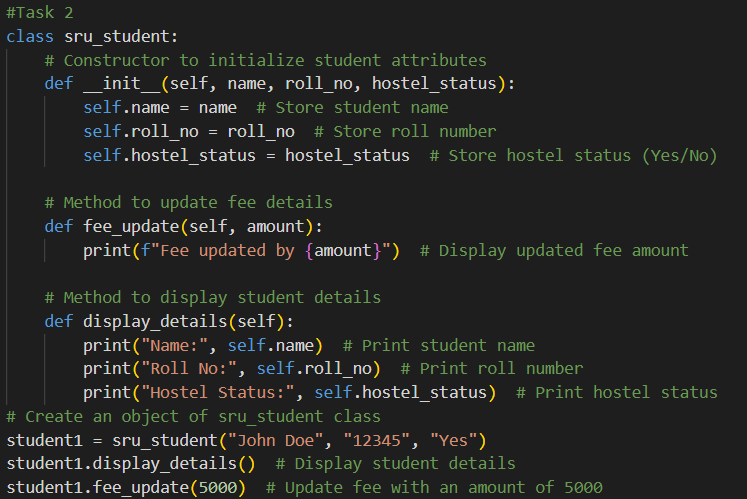 #Task 2
class sru_student:
    # Constructor to initialize student attributes
    def __init__(self, name, roll_no, hostel_status):
        self.name = name  # Store student name
        self.roll_no = roll_no  # Store roll number
        self.hostel_status = hostel_status  # Store hostel status (Yes/No)

    # Method to update fee details
    def fee_update(self, amount):
        print(f"Fee updated by {amount}")  # Display updated fee amount

    # Method to display student details
    def display_details(self):
        print("Name:", self.name)  # Print student name
        print("Roll No:", self.roll_no)  # Print roll number
        print("Hostel Status:", self.hostel_status)  # Print hostel status
# Create an object of sru_student class
student1 = sru_student("John Doe", "12345", "Yes")
student1.display_details()  # Display student details
student1.fee_update(5000)  # Update fee with an amount of 5000